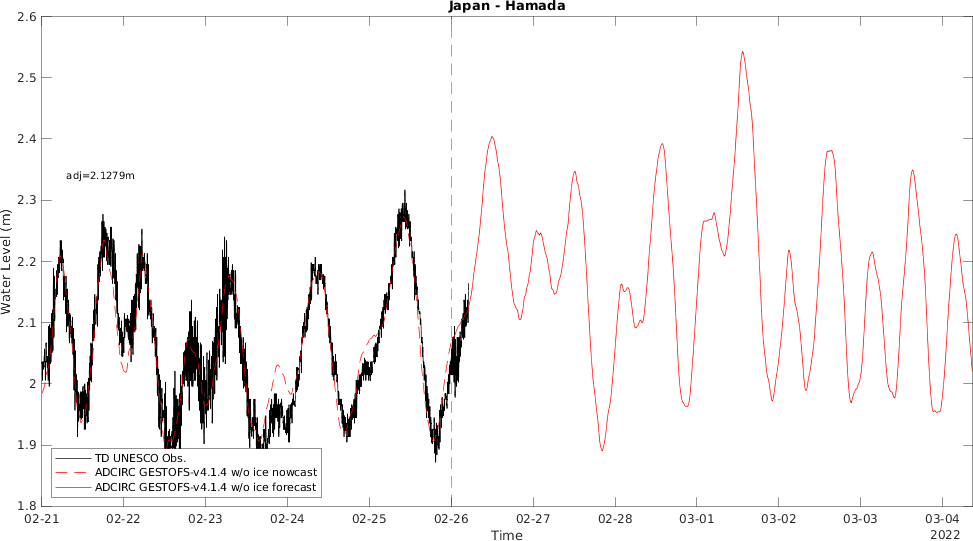 Japan - Hamada
2.6
2.5
2.4
2.3
2.2
2.1
2
1.9
1.8
Water Level (m)
adj=2.1279m
TD UNESCO Obs.
ADCIRC GESTOFS-v4.1.4 w/o ice nowcast
ADCIRC GESTOFS-v4.1.4 w/o ice forecast
02-21 02-22 02-23 02-24 02-25 02-26 02-27 02-28 03-01 03-02 03-03 03-04
Time 2022